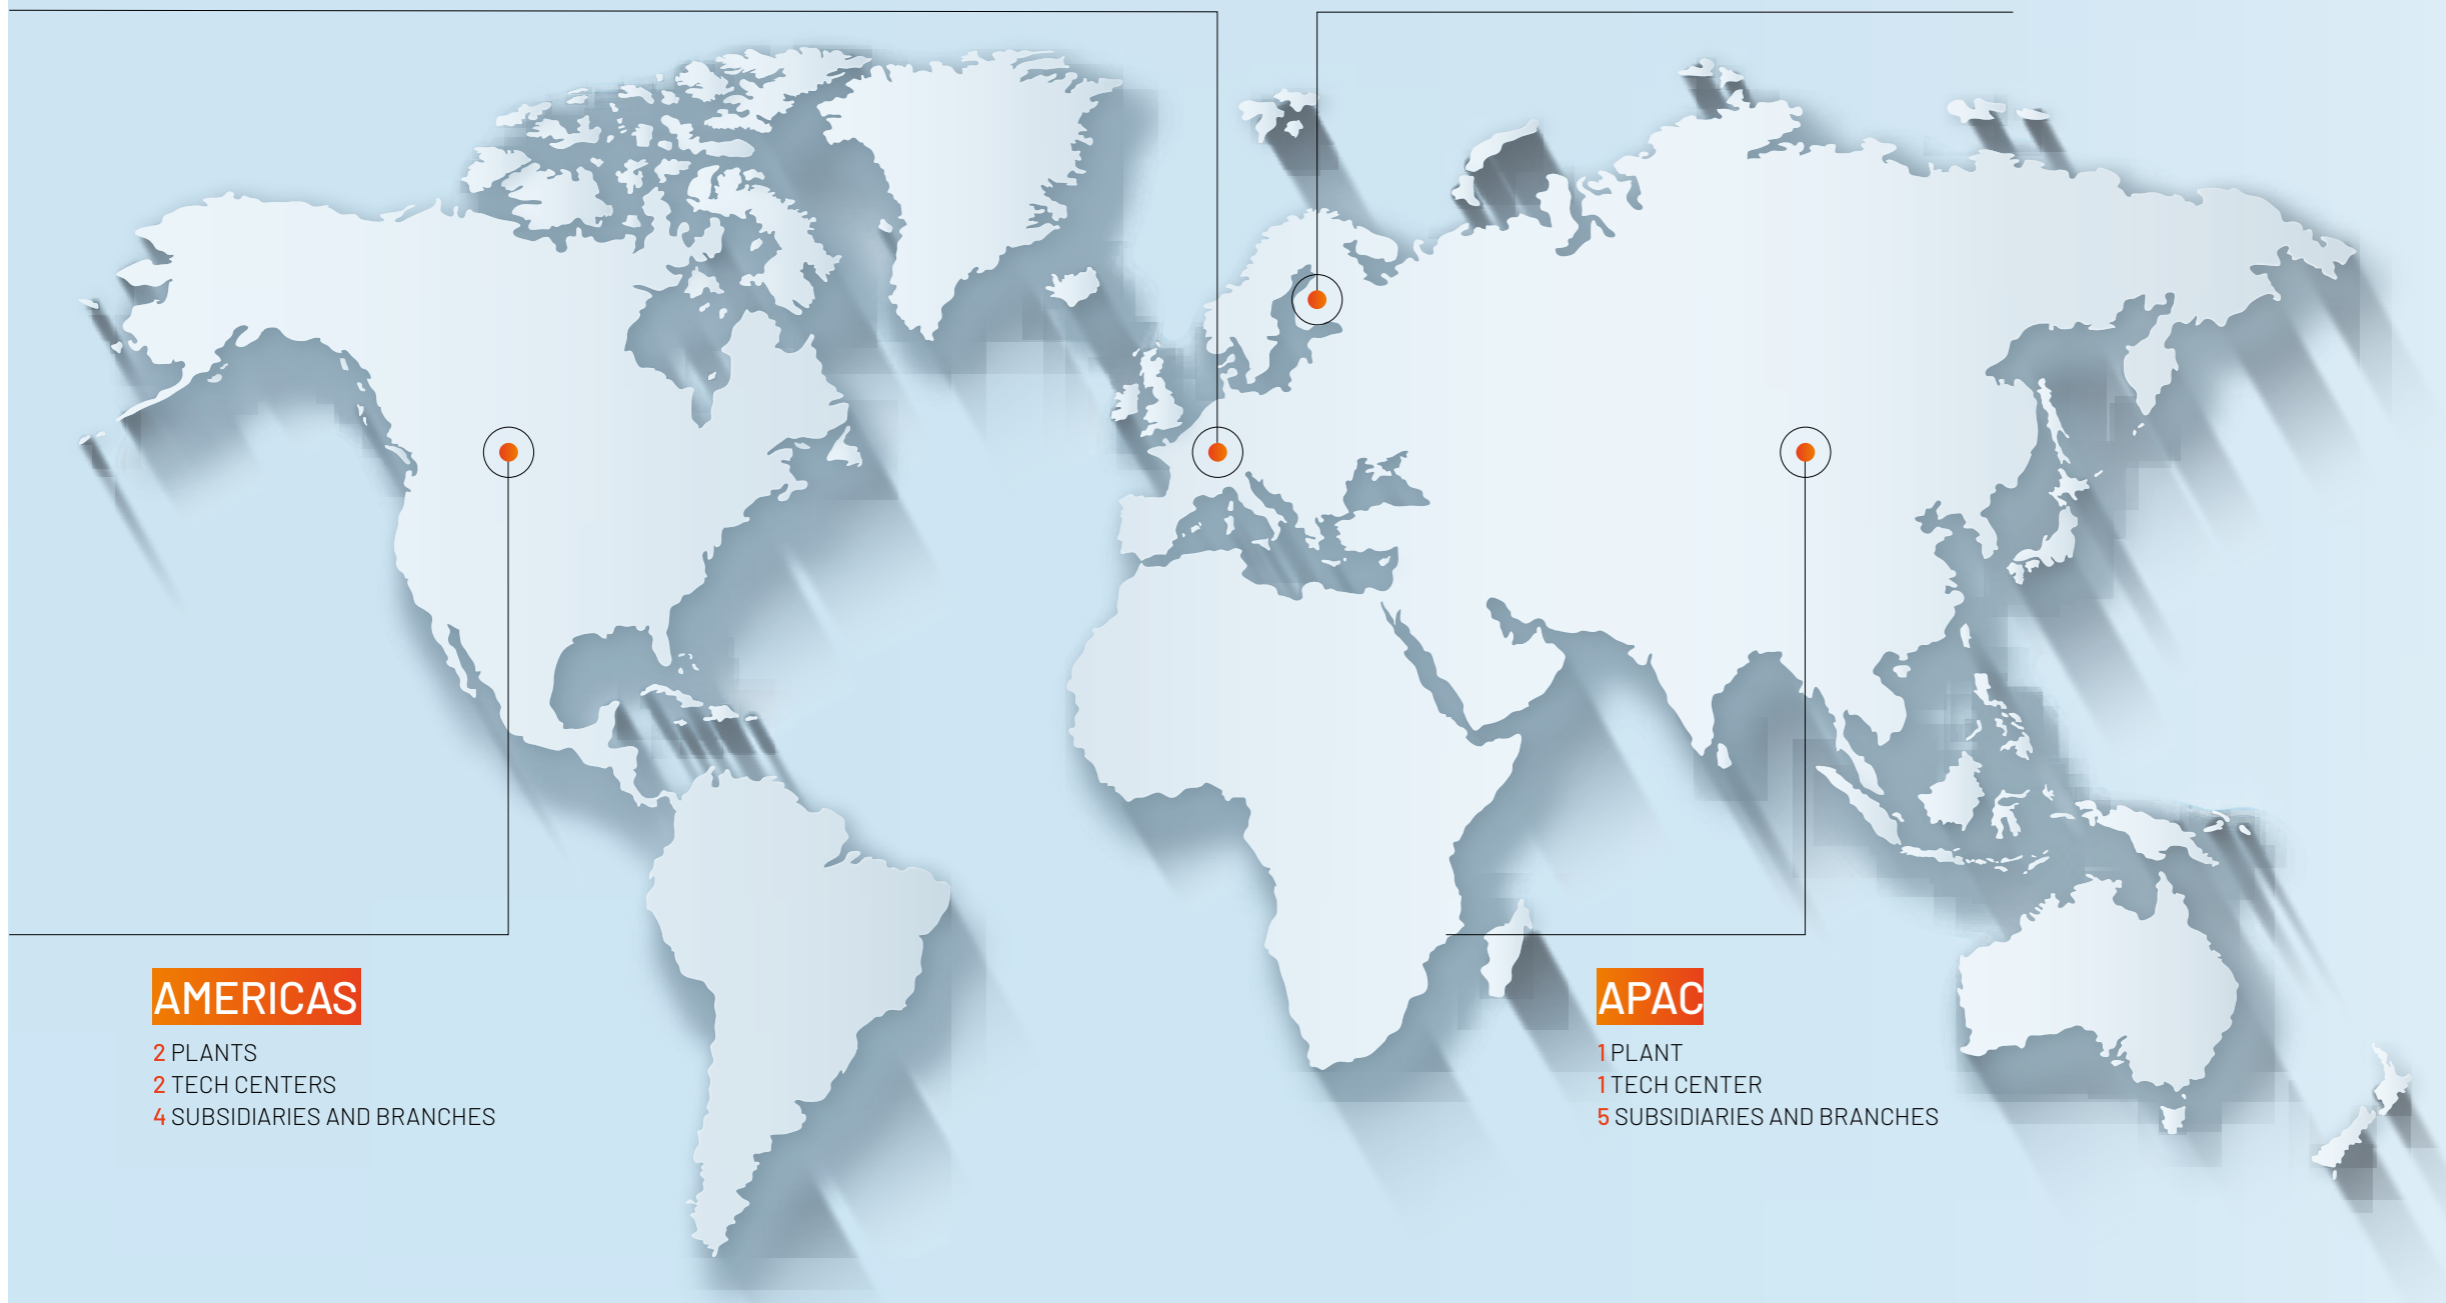 AMERICAS
2 PLANTS
2 TECH CENTERS
4 SUBSIDIARIES AND BRANCHES
APAC
1 PLANT
1 TECH CENTER
5 SUBSIDIARIES AND BRANCHES